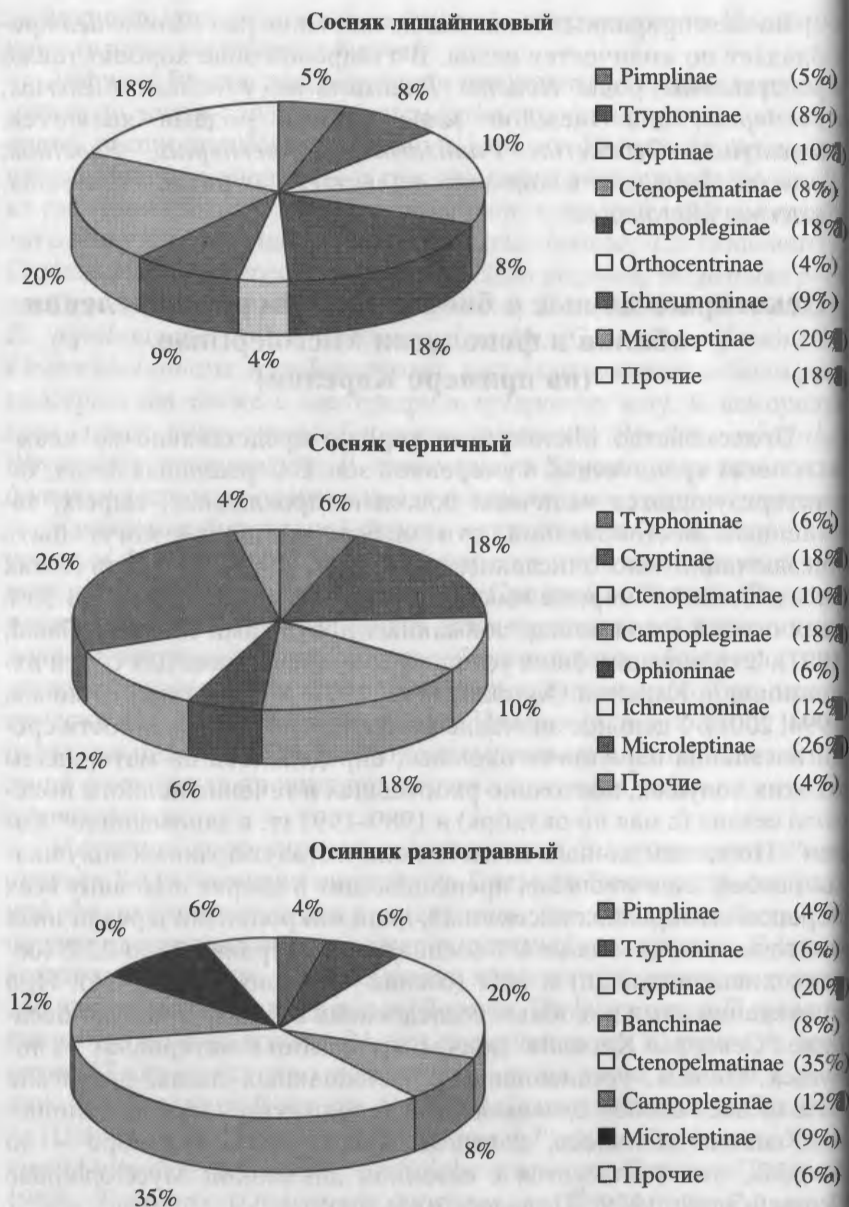 Сосняк лишайниковый
5%
8%
10%
8%
18%
4%
9%
20%
18%
Pimplinae (5%)
Tryphoninae (8%)
Cryptinae (10%)
Ctenopelmatinae (8%)
Campopleginae (18%)
Orthocentrinae (4%)
Ichneumoninae (9%)
Microleptinae (20%)
Прочие (18%)
Сосняк черничный
4%
6%
18%
10%
18%
6%
12%
26%
Tryphoninae (6%)
Cryptinae (18%)
Ctenopelmatinae (10%)
Campopleginae (18%)
Ophioninae (6%)
Ichneumoninae (12%)
Microleptinae (26%)
Прочие (4%)
Осинник разнотравный
6%
4%
6%
20%
8%
35%
12%
9%
Pimplinae (4%)
Tryphoninae (6%)
Cryptinae (20%)
Banchinae (8%)
Ctenopelmatinae (35%)
Campopleginae (12%)
Microleptinae (9%)
Прочие (6%)